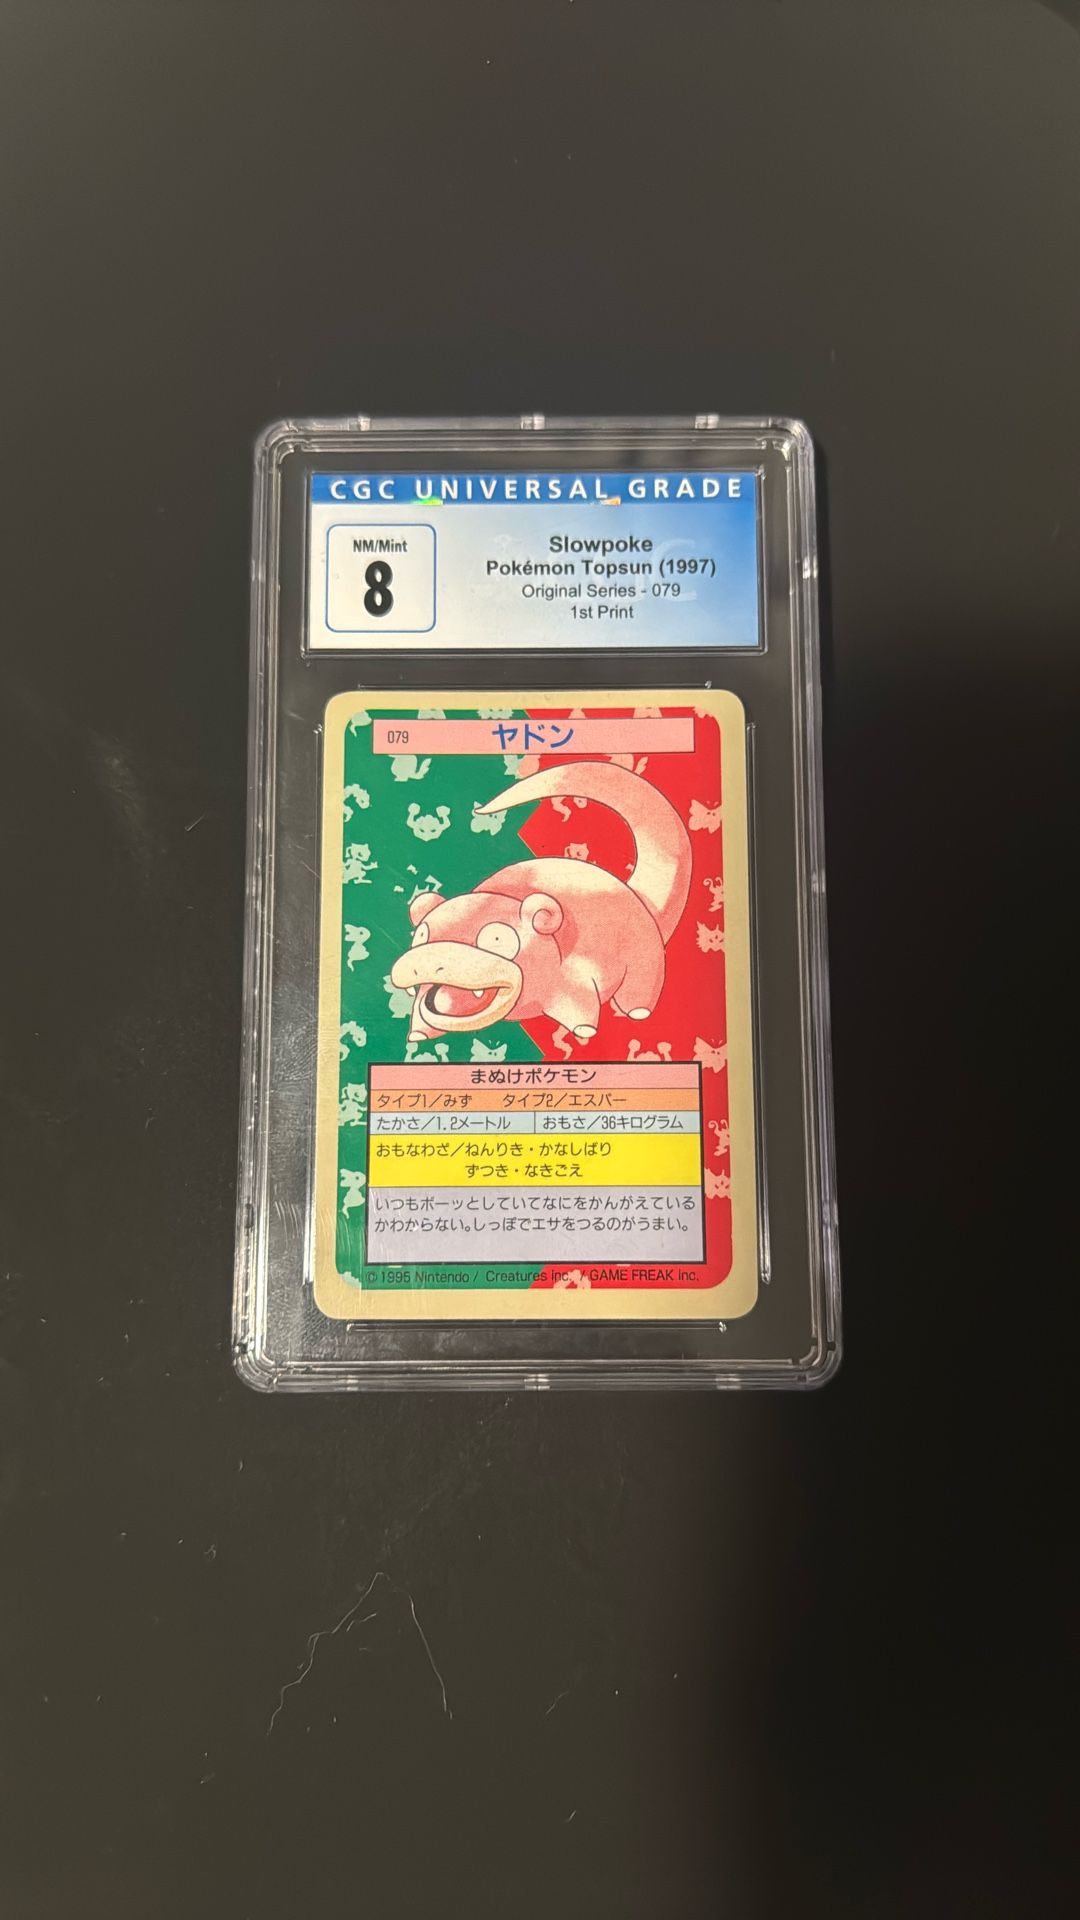 CGC UNIVERSAL GRADE
NM/Mint
8
Slowpoke
Pokémon Topsun (1997)
Original Series - 079
1st Print
079 ヤドン
まぬけポケモン
タイプ1/みず タイプ2/エスパー
たかさ/1.2メートル おもさ/36キログラム
おもなわざ/ねんりき・かなしばり
ずつき・なきごえ
いつもボーッとしていてなにをかんがえている
かわからない。しっぽでエサをつるのがうまい。
©1995 Nintendo / Creatures inc. / GAME FREAK inc.